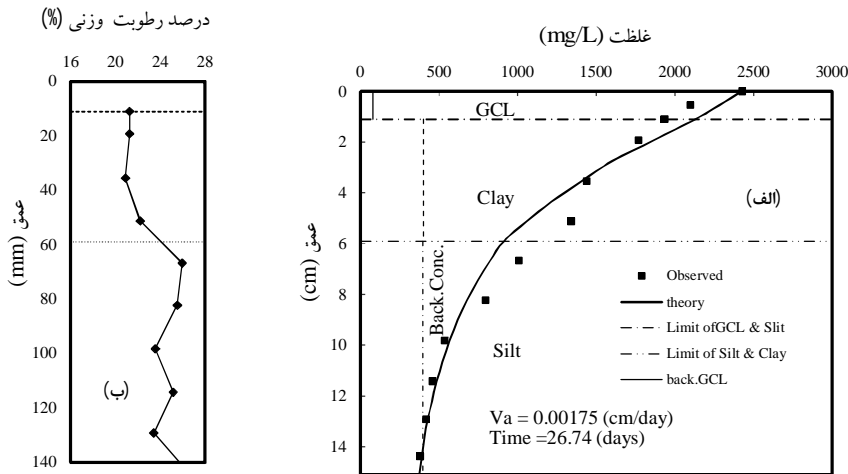 درصد رطوبت وزنی (%)
16 20 24 28
0
20
40
60
80
100
120
140
عمق (mm)
(ب)
غلظت (mg/L)
0 500 1000 1500 2000 2500 3000
0
2
4
6
8
10
12
14
عمق (cm)
GCL
Clay
(الف)
Back.Conc.
Silt
Observed
theory
Limit ofGCL & Slit
Limit of Silt & Clay
back.GCL
Va = 0.00175 (cm/day)
Time =26.74 (days)